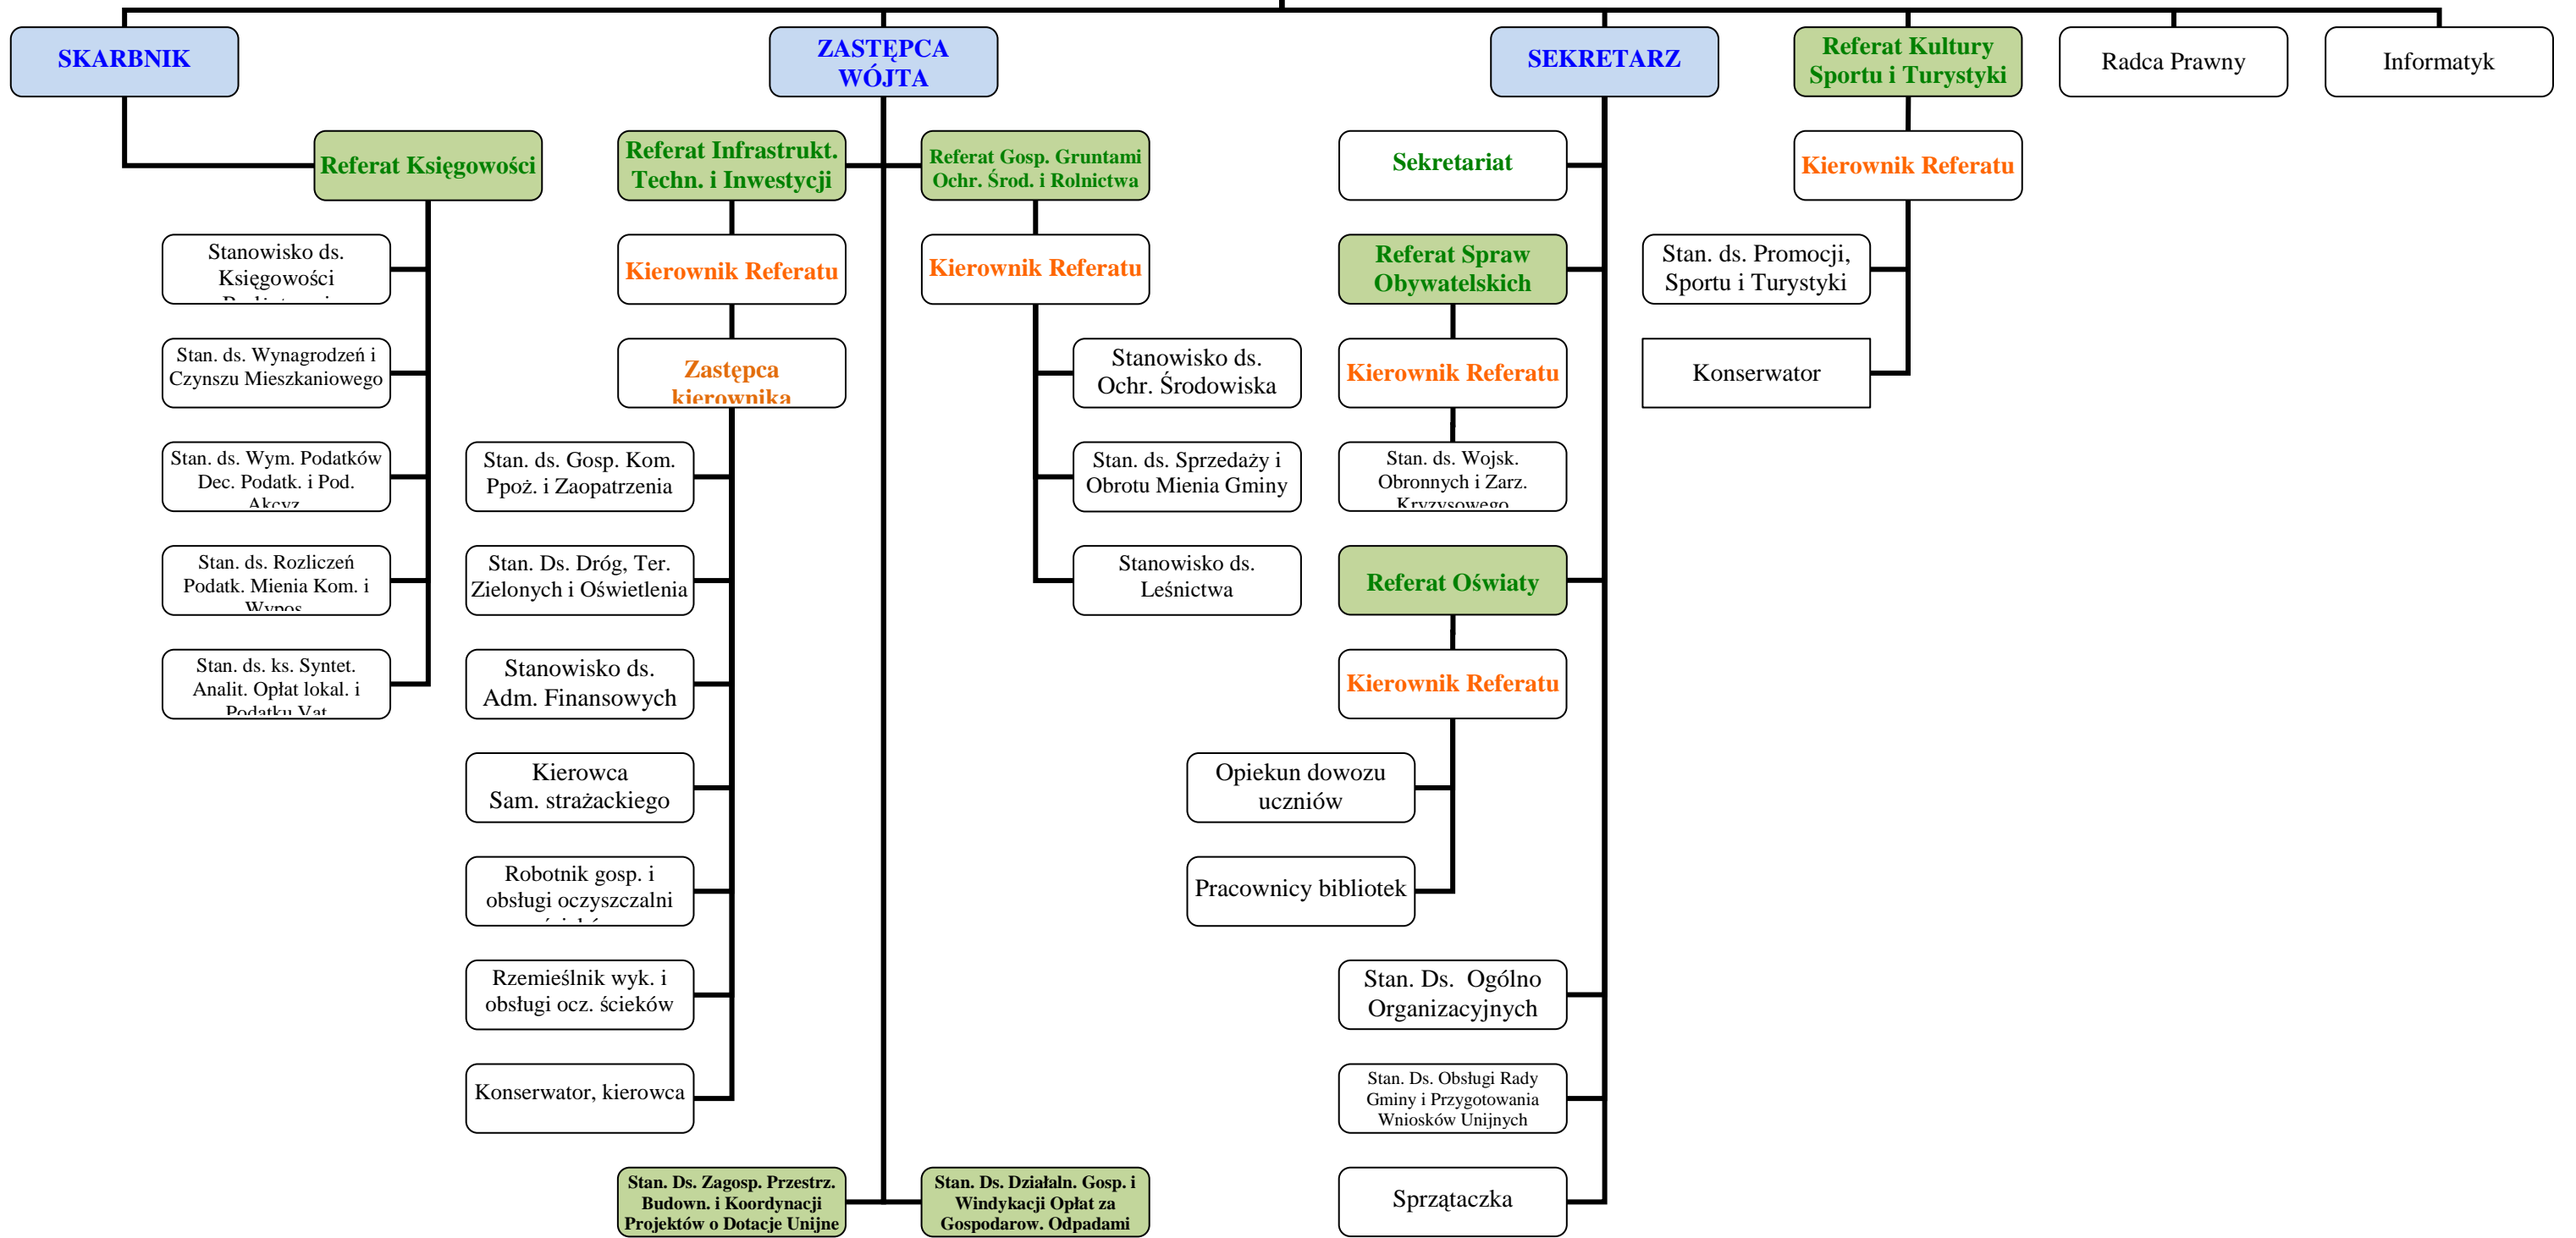 SKARBNIK
ZASTĘPCA
WÓJTA
SEKRETARZ
Referat Kultury
Sportu i Turystyki
Radca Prawny
Informatyk
Referat Księgowości
Referat Infrastrukt.
Techn. i Inwestycji
Referat Gosp. Gruntami
Ochr. Środ. i Rolnictwa
Sekretariat
Kierownik Referatu
Stanowisko ds.
Księgowości
Kierownik Referatu
Kierownik Referatu
Referat Spraw
Obywatelskich
Stan. ds. Promocji,
Sportu i Turystyki
Stan. ds. Wynagrodzeń i
Czynszu Mieszkaniowego
Zastępca
kierownika
Stanowisko ds.
Ochr. Środowiska
Kierownik Referatu
Konserwator
Stan. ds. Wym. Podatków
Dec. Podatk. i Pod.
Akcyz.
Stan. ds. Gosp. Kom.
Ppoż. i Zaopatrzenia
Stan. ds. Sprzedaży i
Obrotu Mienia Gminy
Stan. ds. Wojsk.
Obronnych i Zarz.
Kryzysowego
Stan. ds. Rozliczeń
Podatk. Mienia Kom. i
Wypos.
Stan. Ds. Dróg, Ter.
Zielonych i Oświetlenia
Stanowisko ds.
Leśnictwa
Referat Oświaty
Stan. ds. ks. Syntet.
Analit. Opłat lokal. i
Podatku Vat
Stanowisko ds.
Adm. Finansowych
Kierownik Referatu
Kierowca
Sam. strażackiego
Opiekun dowozu
uczniów
Robotnik gosp. i
obsługi oczyszczalni
Pracownicy bibliotek
Rzemieślnik wyk. i
obsługi ocz. ścieków
Stan. Ds. Ogólno
Organizacyjnych
Konserwator, kierowca
Stan. Ds. Obsługi Rady
Gminy i Przygotowania
Wniosków Unijnych
Stan. Ds. Zagosp. Przestrz.
Budown. i Koordynacji
Projektów o Dotacje Unijne
Stan. Ds. Działaln. Gosp. i
Windykacji Opłat za
Gospodarow. Odpadami
Sprzątaczka